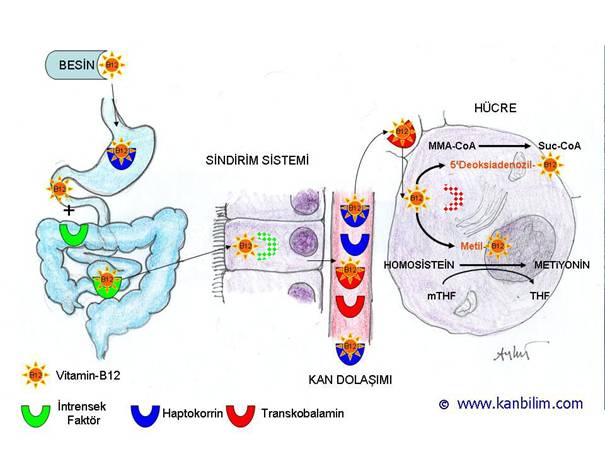 BESİN
B12
B12
B12
+
B12
SİNDİRİM SİSTEMİ
B12
B12
B12
B12
KAN DOLAŞIMI
HÜCRE
B12
MMA-CoA
Suc-CoA
5'Deoksiadenozil-
B12
B12
Metil-
B12
HOMOSİSTEİN
METİYONİN
mTHF
THF
Aykut
B12
Vitamin-B12
İntrensek
Faktör
Haptokorrin
Transkobalamin
© www.kanbilim.com